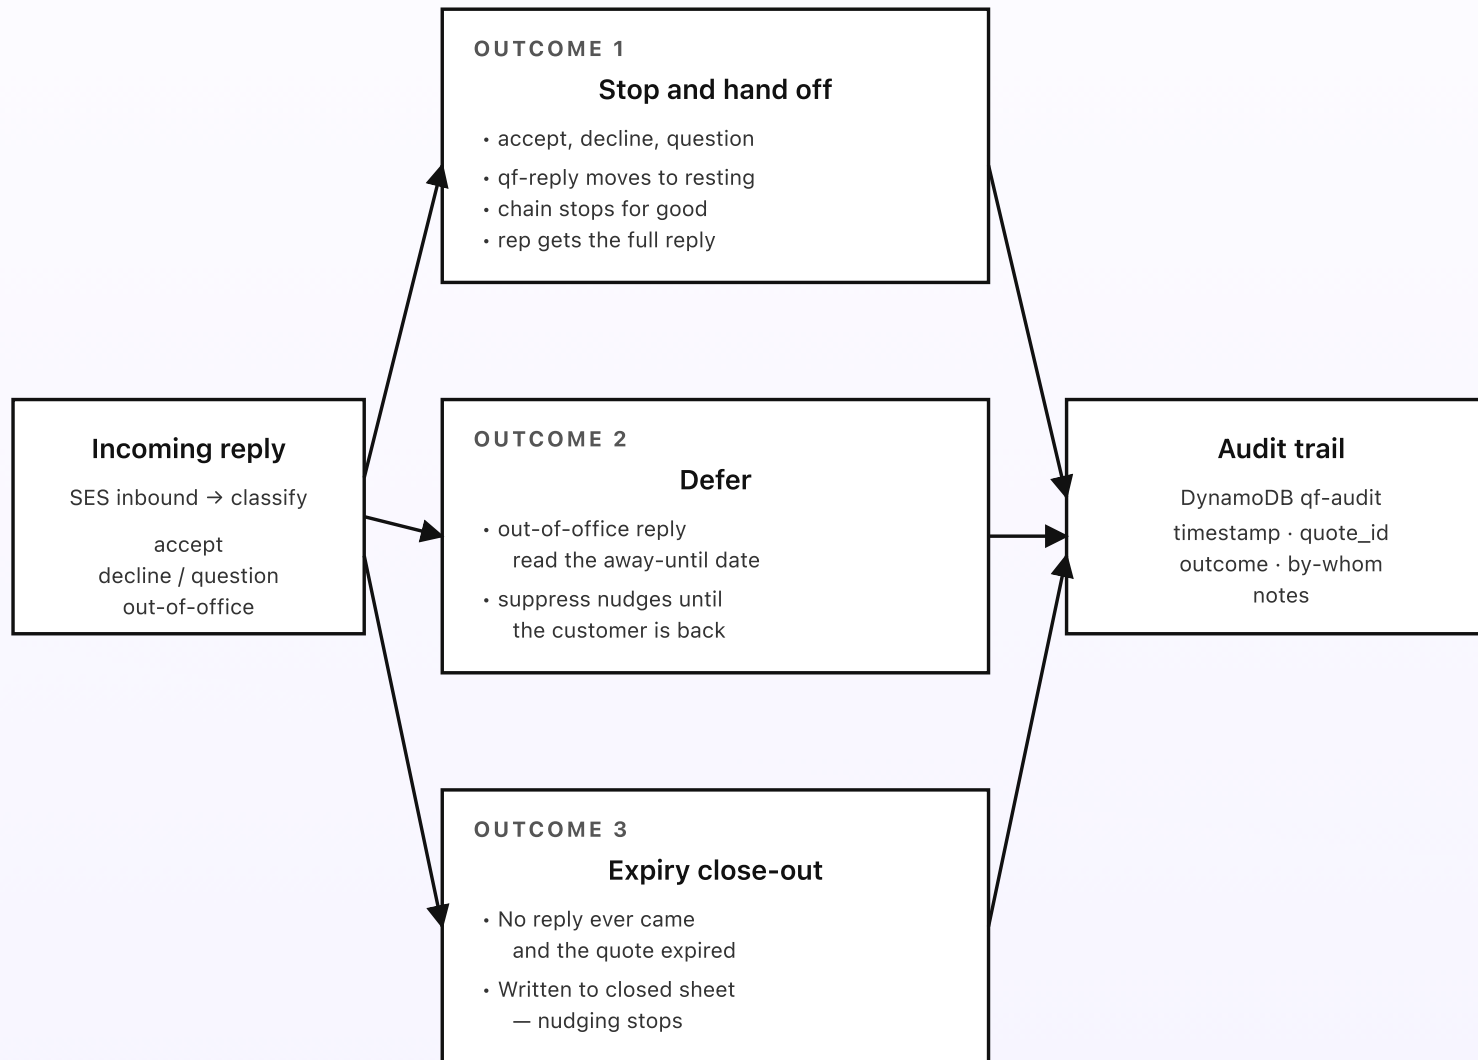 OUTCOME 1
Stop and hand off
• accept, decline, question
• qf-reply moves to resting
• chain stops for good
• rep gets the full reply
Incoming reply
SES inbound → classify
accept
decline / question
out-of-office
OUTCOME 2
Defer
• out-of-office reply
read the away-until date
• suppress nudges until
the customer is back
Audit trail
DynamoDB qf-audit
timestamp · quote_id
outcome · by-whom
notes
OUTCOME 3
Expiry close-out
• No reply ever came
and the quote expired
• Written to closed sheet
— nudging stops